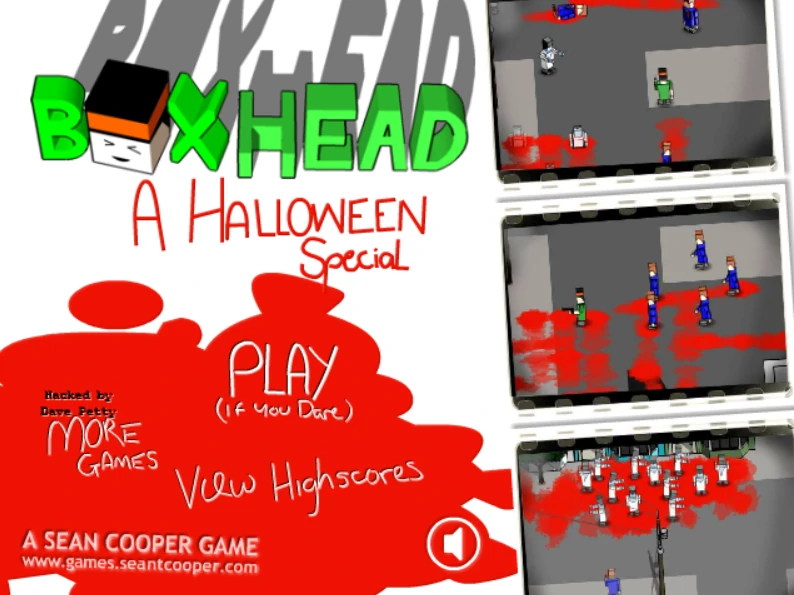 BOXHEAD
BOXHEAD
A HALLOWEEN
Special
PLAY
(if you Dare)
Hacked by
Dave Petty
MORE
GAMES
View Highscores
A SEAN COOPER GAME
www.games.seantcooper.com